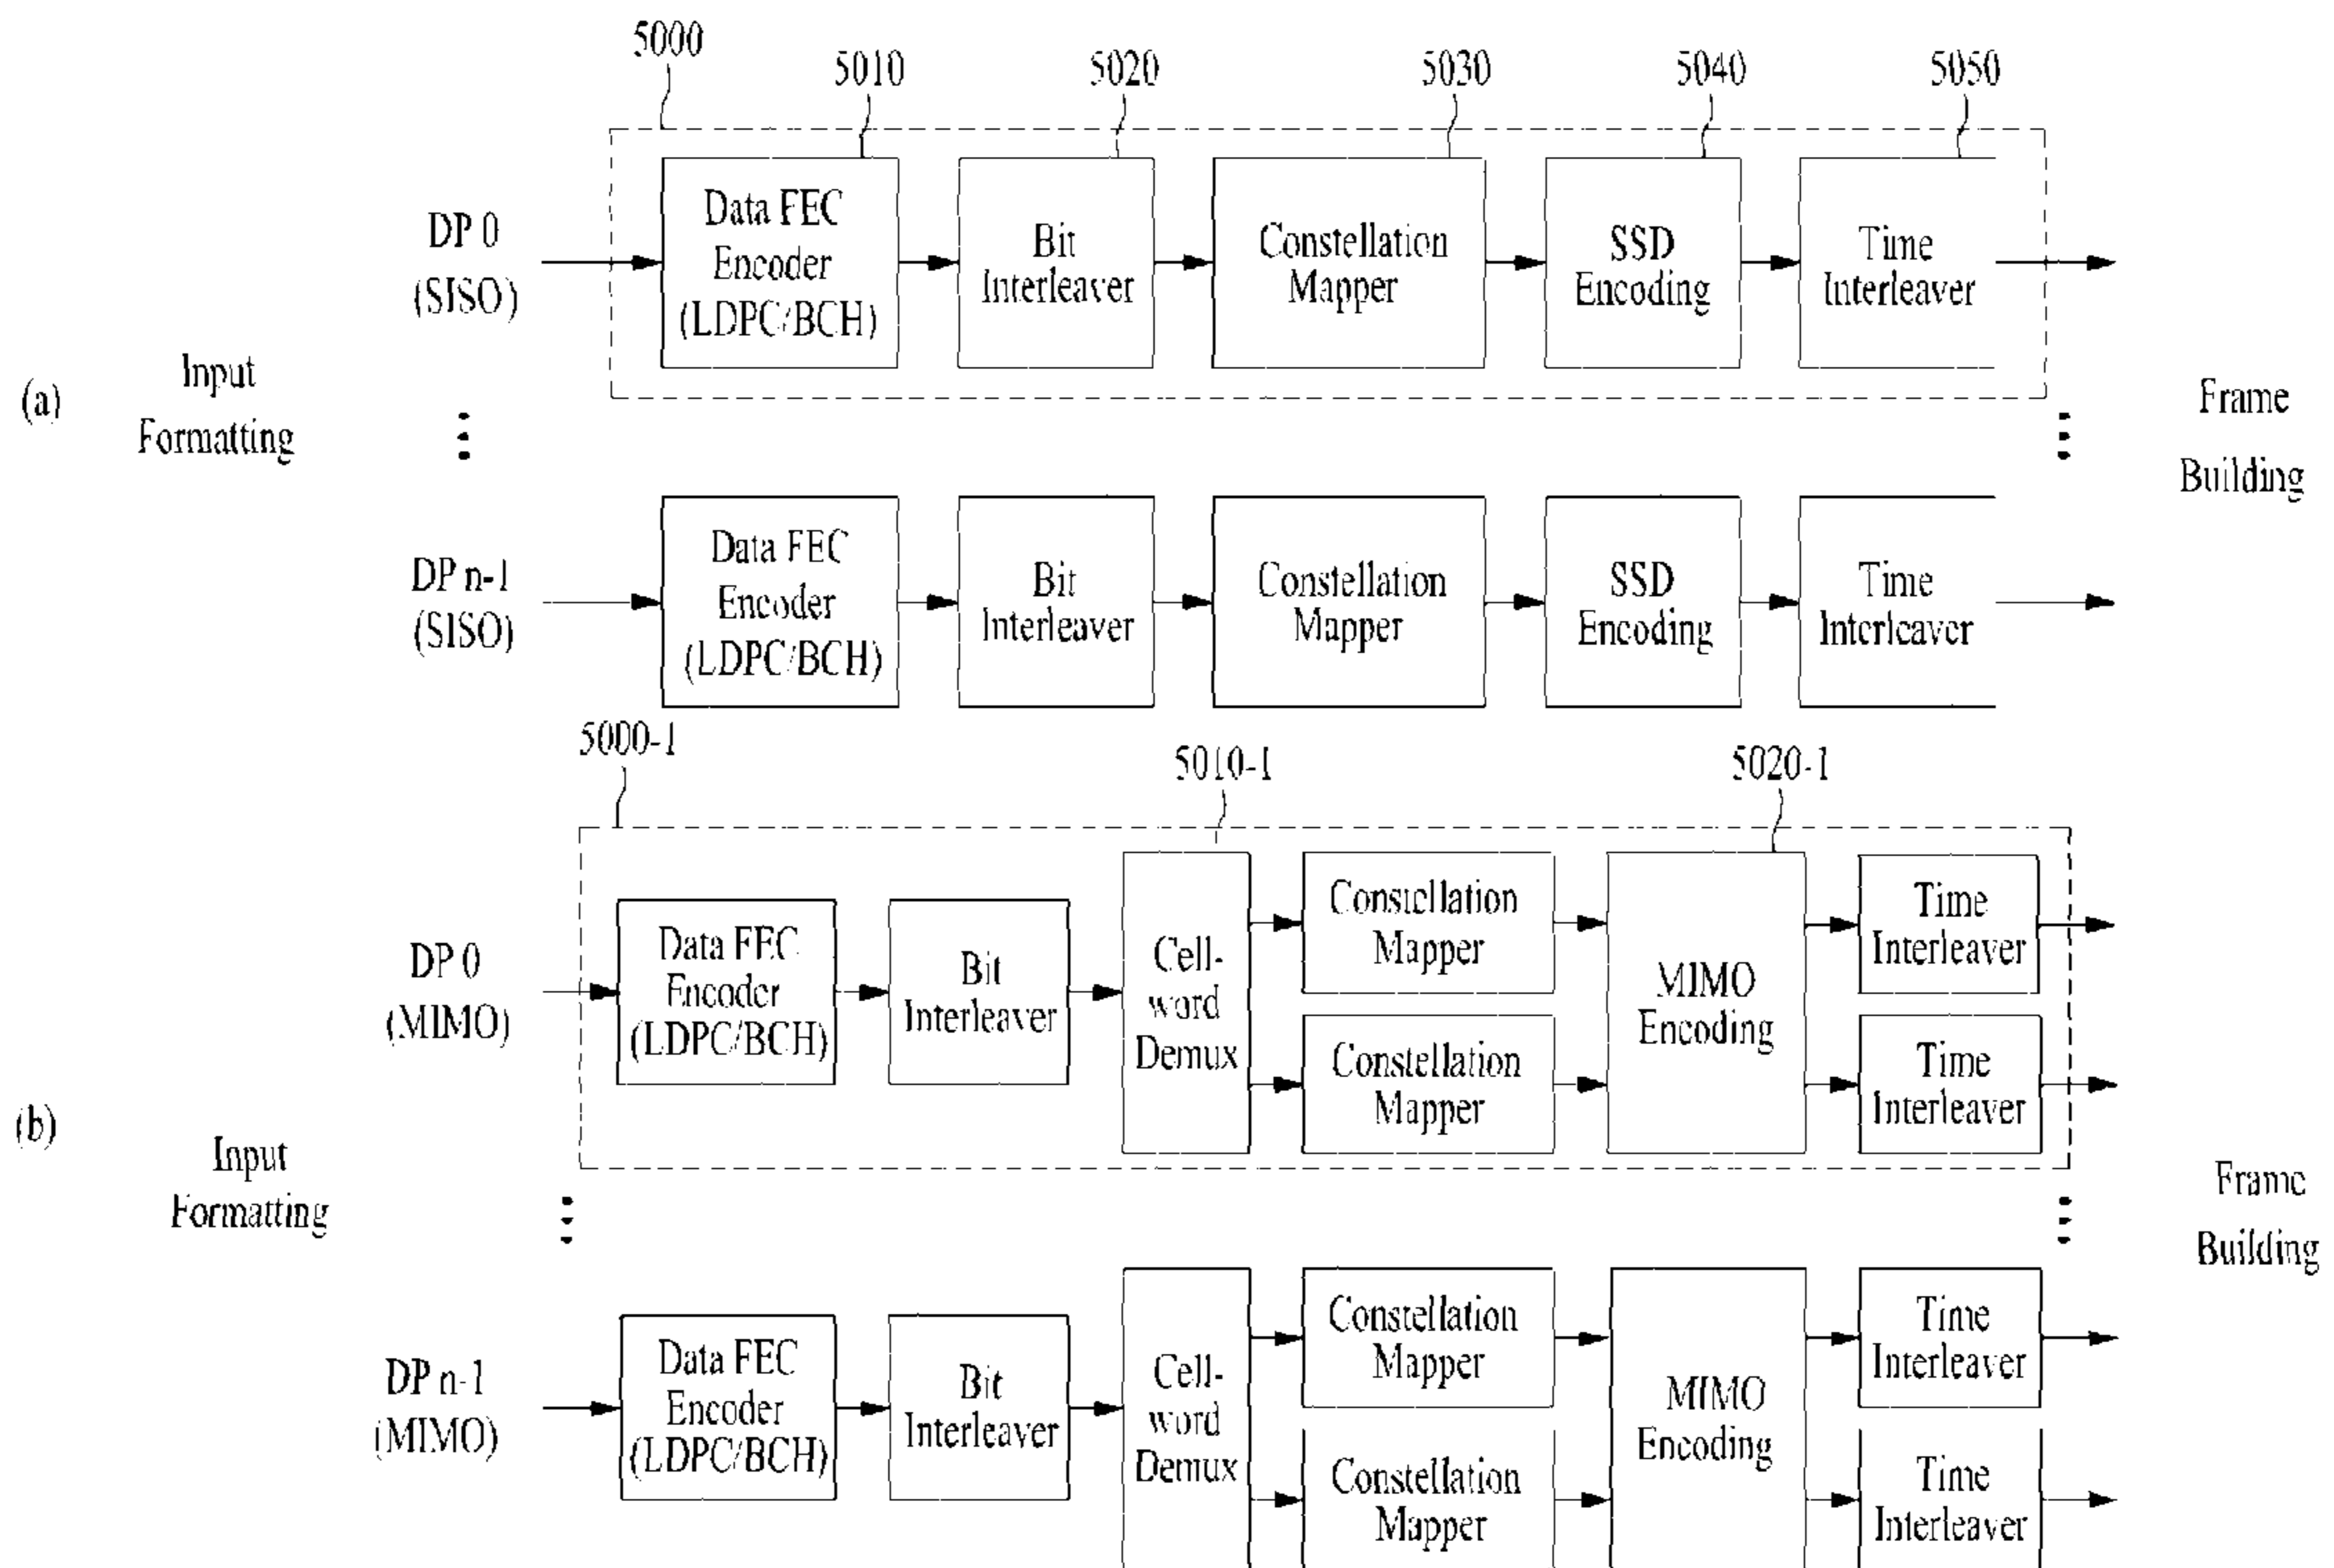 5000
5010
5020
5030
5040
5050
DP 0
(SISO)
Data FEC
Encoder
(LDPC/BCH)
Bit
Interleaver
Constellation
Mapper
SSD
Encoding
Time
Interleaver
(a)
Input
Formatting
Frame
Building
DP n-1
(SISO)
Data FEC
Encoder
(LDPC/BCH)
Bit
Interleaver
Constellation
Mapper
SSD
Encoding
Time
Interleaver
5000-1
5010-1
5020-1
DP 0
(MIMO)
Data FEC
Encoder
(LDPC/BCH)
Bit
Interleaver
Cell-
word
Demux
Constellation
Mapper
Constellation
Mapper
MIMO
Encoding
Time
Interleaver
Time
Interleaver
(b)
Input
Formatting
Frame
Building
DP n-1
(MIMO)
Data FEC
Encoder
(LDPC/BCH)
Bit
Interleaver
Cell-
word
Demux
Constellation
Mapper
Constellation
Mapper
MIMO
Encoding
Time
Interleaver
Time
Interleaver